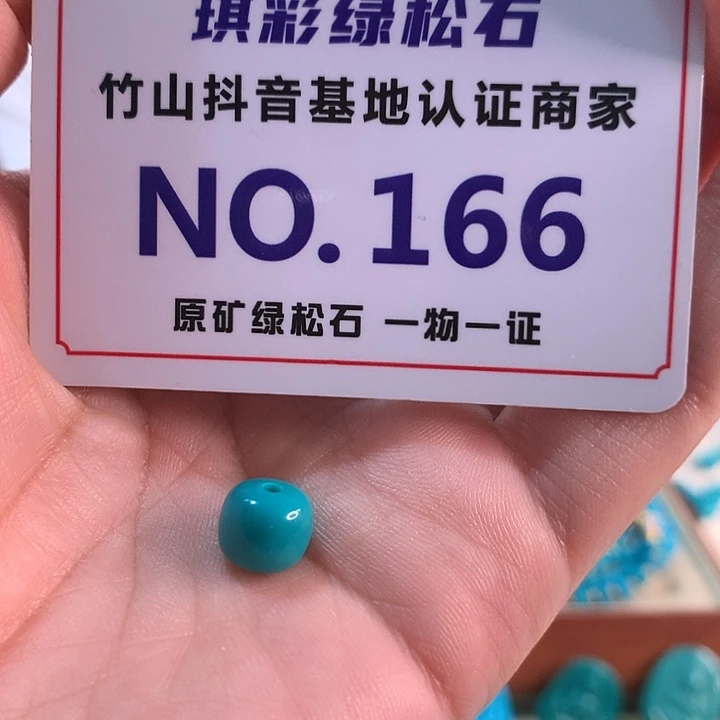 琪彩绿松石
竹山抖音基地认证商家
NO.166
原矿绿松石 一物一证